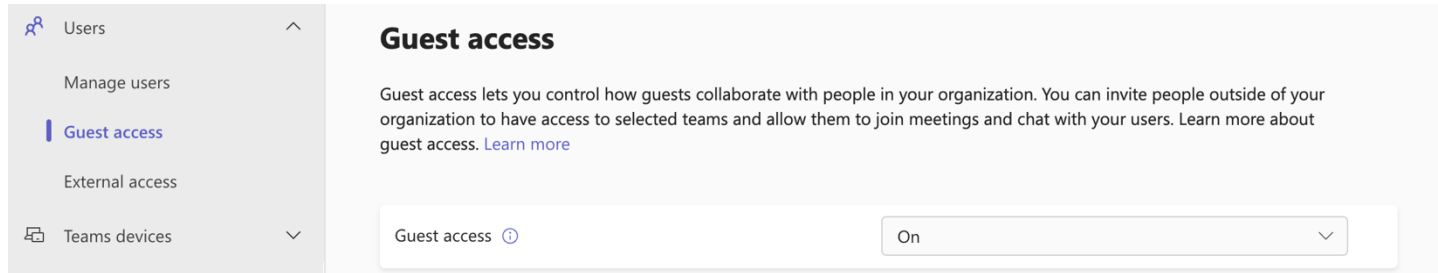 Users
Manage users
Guest access
External access
Teams devices
Guest access
Guest access lets you control how guests collaborate with people in your organization. You can invite people outside of your
organization to have access to selected teams and allow them to join meetings and chat with your users. Learn more about
guest access. Learn more
Guest access
On